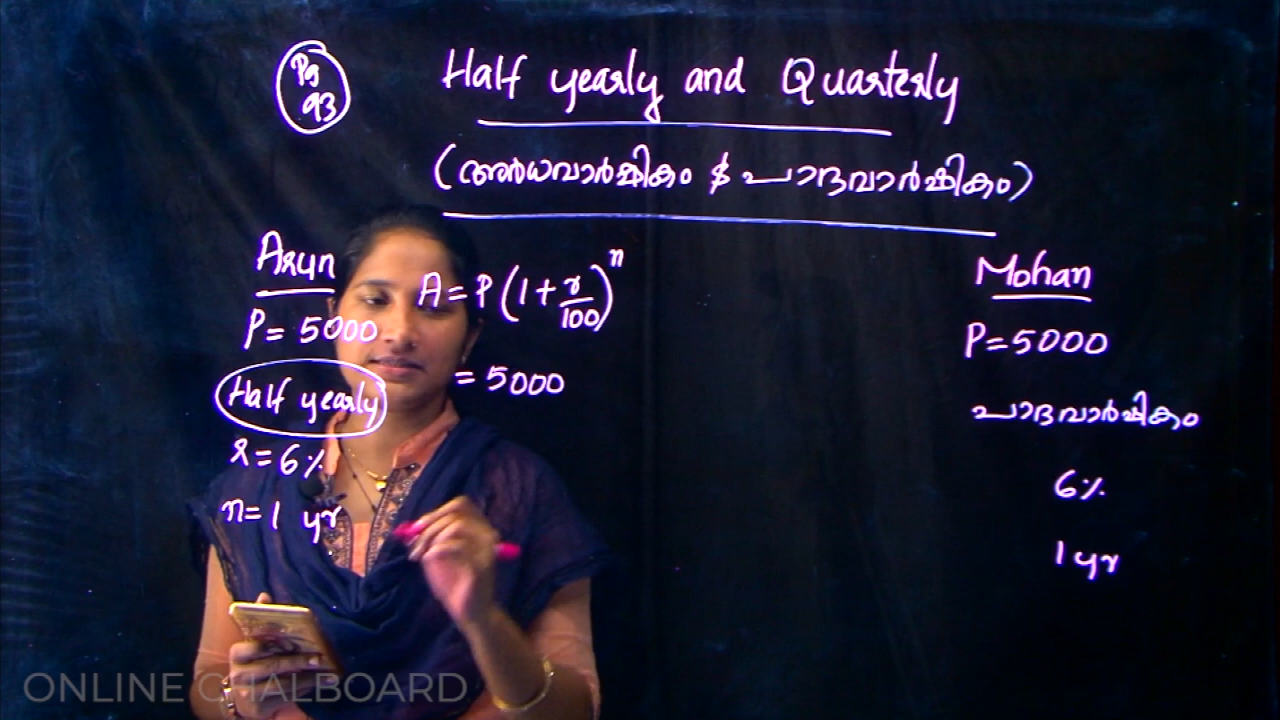 Pg
93
Half yearly and Quarterly
(അർധവാർഷികം & പാദവാർഷികം)
Arun
P = 5000
Half yearly
r = 6%
n = 1 yr
A = P (1 + r/100)^n
= 5000
Mohan
P = 5000
പാദവാർഷികം
6%
1 yr
ONLINE CHALBOARD